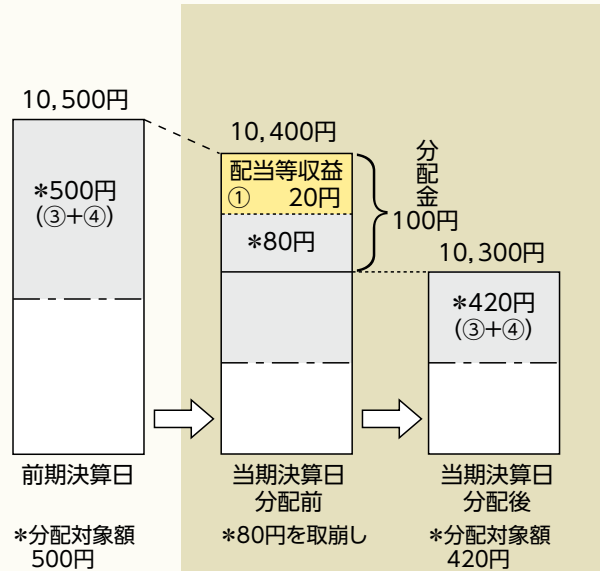 10,500円
*500円
(③+④)
前期決算日
*分配対象額
500円
10,400円
配当等収益
① 20円
*80円
分配金
100円
当期決算日
分配前
*80円を取崩し
10,300円
*420円
(③+④)
当期決算日
分配後
*分配対象額
420円